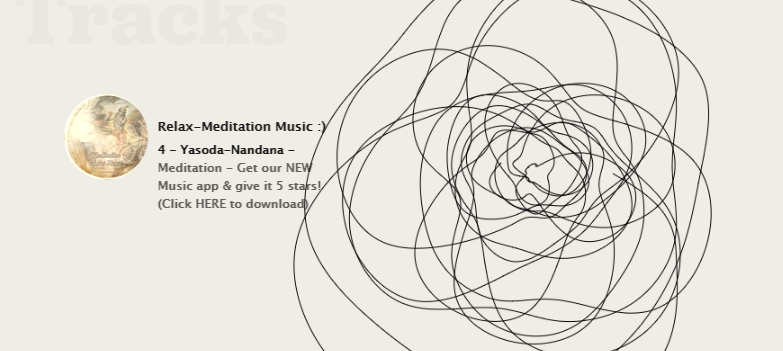 Tracks
Relax-Meditation Music :)
4 - Yasoda-Nandana -
Meditation - Get our NEW
Music app & give it 5 stars!
(Click HERE to download)